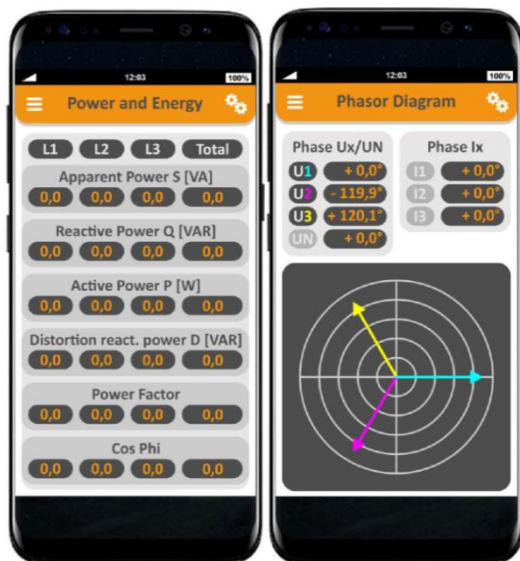 12:03
100%
Power and Energy
L1 L2 L3 Total
Apparent Power S [VA]
0,0 0,0 0,0 0,0
Reactive Power Q [VAR]
0,0 0,0 0,0 0,0
Active Power P [W]
0,0 0,0 0,0 0,0
Distortion react. power D [VAR]
0,0 0,0 0,0 0,0
Power Factor
0,0 0,0 0,0 0,0
Cos Phi
0,0 0,0 0,0 0,0
12:03
100%
Phasor Diagram
Phase Ux/UN
U1 + 0,0°
U2 - 119,9°
U3 + 120,1°
UN + 0,0°
Phase Ix
I1 + 0,0°
I2 + 0,0°
I3 + 0,0°